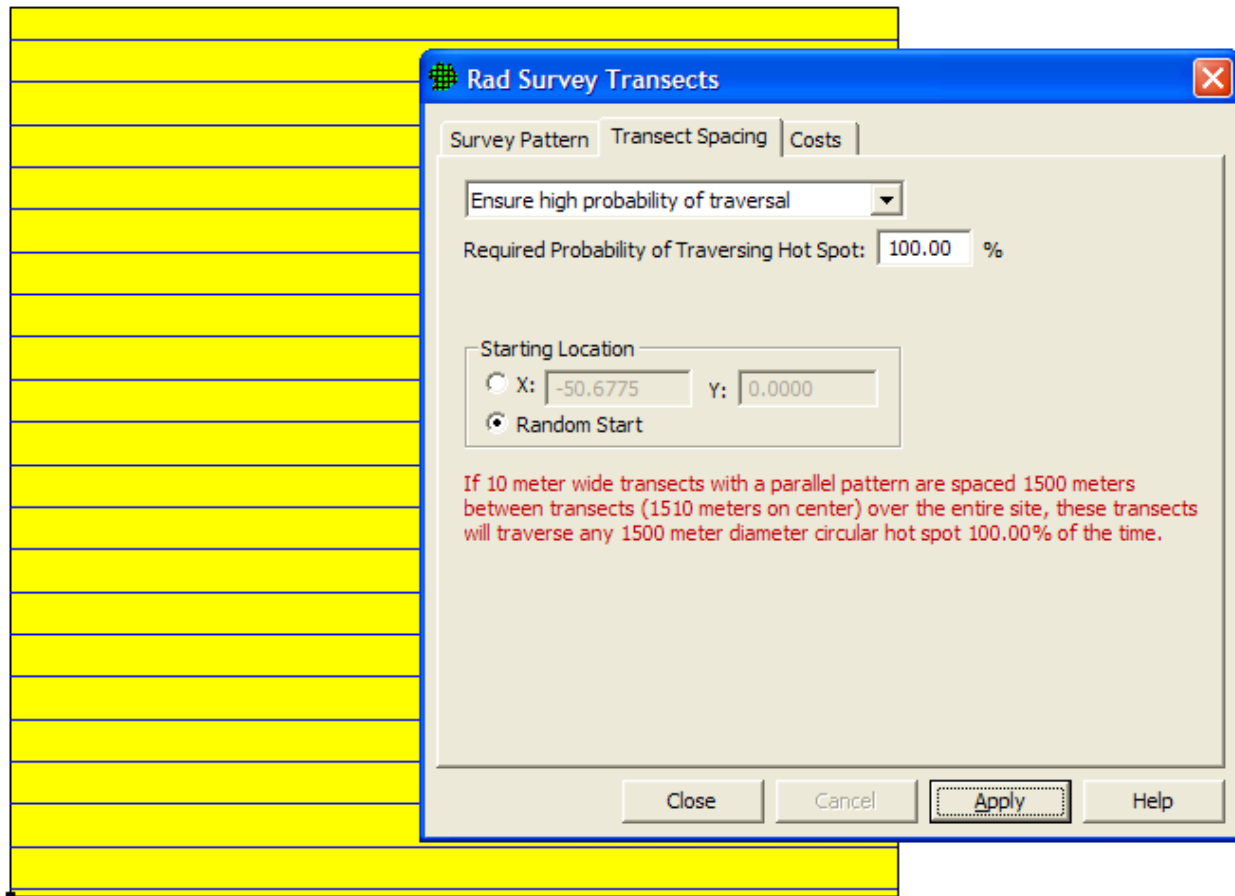 Rad Survey Transects
Survey Pattern Transect Spacing Costs
Ensure high probability of traversal
Required Probability of Traversing Hot Spot: 100.00 %
Starting Location
X: -50.6775 Y: 0.0000
Random Start
If 10 meter wide transects with a parallel pattern are spaced 1500 meters
between transects (1510 meters on center) over the entire site, these transects
will traverse any 1500 meter diameter circular hot spot 100.00% of the time.
Close Cancel Apply Help